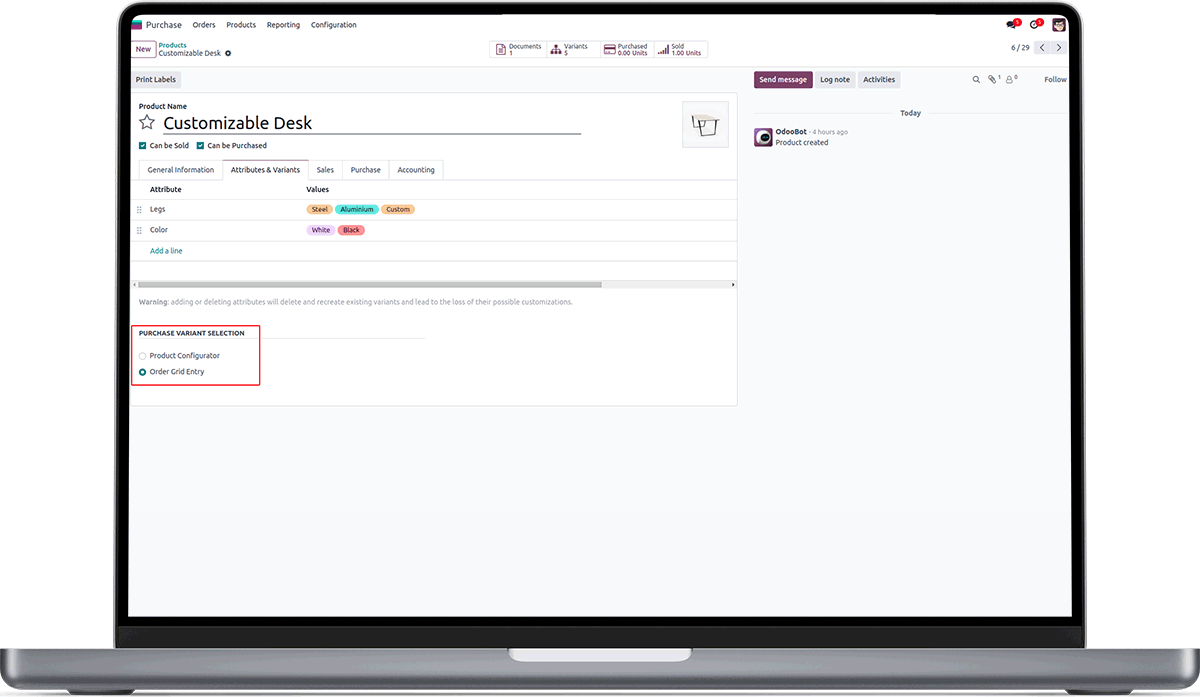 Purchase Orders Products Reporting Configuration 1 1
New Products
Customizable Desk
Documents 1 Variants 5 Purchased 0.00 Units Sold 1.00 Units
6 / 29
Print Labels
Send message Log note Activities 1 0 Follow
Product Name
Customizable Desk
Today
Can be Sold Can be Purchased
OdooBot - 4 hours ago
Product created
General Information Attributes & Variants Sales Purchase Accounting
Attribute Values
Legs Steel Aluminium Custom
Color White Black
Add a line
Warning: adding or deleting attributes will delete and recreate existing variants and lead to the loss of their possible customizations.
PURCHASE VARIANT SELECTION
Product Configurator
Order Grid Entry